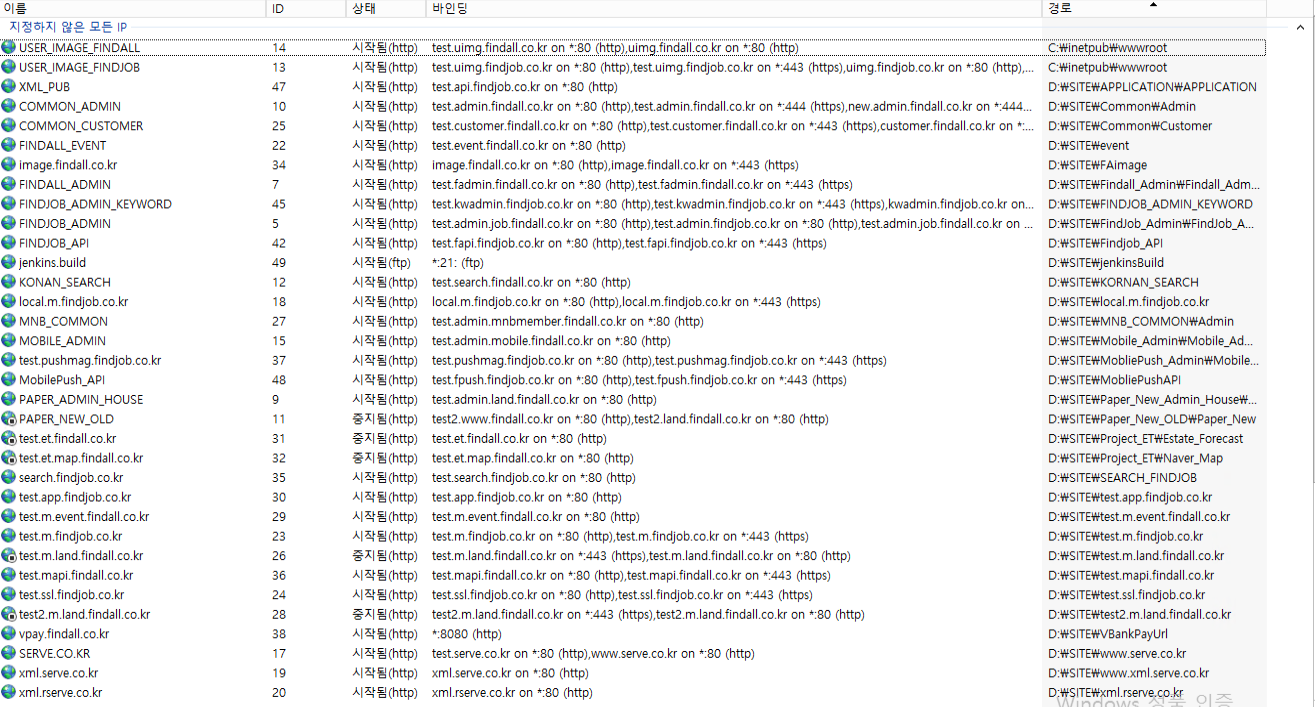 이름 ID 상태 바인딩 경로
지정하지 않은 모든 IP
USER_IMAGE_FINDALL 14 시작됨(http) test.uimg.findall.co.kr on *:80 (http),uimg.findall.co.kr on *:80 (http) C:₩inetpub₩wwwroot
USER_IMAGE_FINDJOB 13 시작됨(http) test.uimg.findjob.co.kr on *:80 (http),test.uimg.findjob.co.kr on *:443 (https),uimg.findjob.co.kr on *:80 (http),... C:₩inetpub₩wwwroot
XML_PUB 47 시작됨(http) test.api.findjob.co.kr on *:80 (http) D:₩SITE₩APPLICATION₩APPLICATION
COMMON_ADMIN 10 시작됨(http) test.admin.findall.co.kr on *:80 (http),test.admin.findall.co.kr on *:444 (https),new.admin.findall.co.kr on *:444... D:₩SITE₩Common₩Admin
COMMON_CUSTOMER 25 시작됨(http) test.customer.findall.co.kr on *:80 (http),test.customer.findall.co.kr on *:443 (https),customer.findall.co.kr on *:... D:₩SITE₩Common₩Customer
FINDALL_EVENT 22 시작됨(http) test.event.findall.co.kr on *:80 (http) D:₩SITE₩event
image.findall.co.kr 34 시작됨(http) image.findall.co.kr on *:80 (http),image.findall.co.kr on *:443 (https) D:₩SITE₩FAimage
FINDALL_ADMIN 7 시작됨(http) test.fadmin.findall.co.kr on *:80 (http),test.fadmin.findall.co.kr on *:443 (https) D:₩SITE₩Findall_Admin₩Findall_Adm...
FINDJOB_ADMIN_KEYWORD 45 시작됨(http) test.kwadmin.findjob.co.kr on *:80 (http),test.kwadmin.findjob.co.kr on *:443 (https),kwadmin.findjob.co.kr on... D:₩SITE₩FINDJOB_ADMIN_KEYWORD
FINDJOB_ADMIN 5 시작됨(http) test.admin.job.findall.co.kr on *:80 (http),test.admin.findjob.co.kr on *:80 (http),test.admin.job.findall.co.kr on ... D:₩SITE₩FindJob_Admin₩FindJob_A...
FINDJOB_API 42 시작됨(http) test.fapi.findjob.co.kr on *:80 (http),test.fapi.findjob.co.kr on *:443 (https) D:₩SITE₩Findjob_API
jenkins.build 49 시작됨(ftp) *:21: (ftp) D:₩SITE₩jenkinsBuild
KONAN_SEARCH 12 시작됨(http) test.search.findall.co.kr on *:80 (http) D:₩SITE₩KORNAN_SEARCH
local.m.findjob.co.kr 18 시작됨(http) local.m.findjob.co.kr on *:80 (http),local.m.findjob.co.kr on *:443 (https) D:₩SITE₩local.m.findjob.co.kr
MNB_COMMON 27 시작됨(http) test.admin.mnbmember.findall.co.kr on *:80 (http) D:₩SITE₩MNB_COMMON₩Admin
MOBILE_ADMIN 15 시작됨(http) test.admin.mobile.findall.co.kr on *:80 (http) D:₩SITE₩Mobile_Admin₩Mobile_Ad...
test.pushmag.findjob.co.kr 37 시작됨(http) test.pushmag.findjob.co.kr on *:80 (http),test.pushmag.findjob.co.kr on *:443 (https) D:₩SITE₩MobliePush_Admin₩Mobile...
MobilePush_API 48 시작됨(http) test.fpush.findjob.co.kr on *:80 (http),test.fpush.findjob.co.kr on *:443 (https) D:₩SITE₩MobliePushAPI
PAPER_ADMIN_HOUSE 9 시작됨(http) test.admin.land.findall.co.kr on *:80 (http) D:₩SITE₩Paper_New_Admin_House₩...
PAPER_NEW_OLD 11 중지됨(http) test2.www.findall.co.kr on *:80 (http),test2.land.findall.co.kr on *:80 (http) D:₩SITE₩Paper_New_OLD₩Paper_New
test.et.findall.co.kr 31 중지됨(http) test.et.findall.co.kr on *:80 (http) D:₩SITE₩Project_ET₩Estate_Forecast
test.et.map.findall.co.kr 32 중지됨(http) test.et.map.findall.co.kr on *:80 (http) D:₩SITE₩Project_ET₩Naver_Map
search.findjob.co.kr 35 시작됨(http) test.search.findjob.co.kr on *:80 (http) D:₩SITE₩SEARCH_FINDJOB
test.app.findjob.co.kr 30 시작됨(http) test.app.findjob.co.kr on *:80 (http) D:₩SITE₩test.app.findjob.co.kr
test.m.event.findall.co.kr 29 시작됨(http) test.m.event.findall.co.kr on *:80 (http) D:₩SITE₩test.m.event.findall.co.kr
test.m.findjob.co.kr 23 시작됨(http) test.m.findjob.co.kr on *:80 (http),test.m.findjob.co.kr on *:443 (https) D:₩SITE₩test.m.findjob.co.kr
test.m.land.findall.co.kr 26 중지됨(http) test.m.land.findall.co.kr on *:443 (https),test.m.land.findall.co.kr on *:80 (http) D:₩SITE₩test.m.land.findall.co.kr
test.mapi.findall.co.kr 36 시작됨(http) test.mapi.findall.co.kr on *:80 (http),test.mapi.findall.co.kr on *:443 (https) D:₩SITE₩test.mapi.findall.co.kr
test.ssl.findjob.co.kr 24 시작됨(http) test.ssl.findjob.co.kr on *:80 (http),test.ssl.findjob.co.kr on *:443 (https) D:₩SITE₩test.ssl.findjob.co.kr
test2.m.land.findall.co.kr 28 중지됨(http) test2.m.land.findall.co.kr on *:443 (https),test2.m.land.findall.co.kr on *:80 (http) D:₩SITE₩test2.m.land.findall.co.kr
vpay.findall.co.kr 38 시작됨(http) *:8080 (http) D:₩SITE₩VBankPayUrl
SERVE.CO.KR 17 시작됨(http) test.serve.co.kr on *:80 (http),www.serve.co.kr on *:80 (http) D:₩SITE₩www.serve.co.kr
xml.serve.co.kr 19 시작됨(http) xml.serve.co.kr on *:80 (http) D:₩SITE₩www.xml.serve.co.kr
xml.rserve.co.kr 20 시작됨(http) xml.rserve.co.kr on *:80 (http) D:₩SITE₩xml.rserve.co.kr
Windows 정품 인증